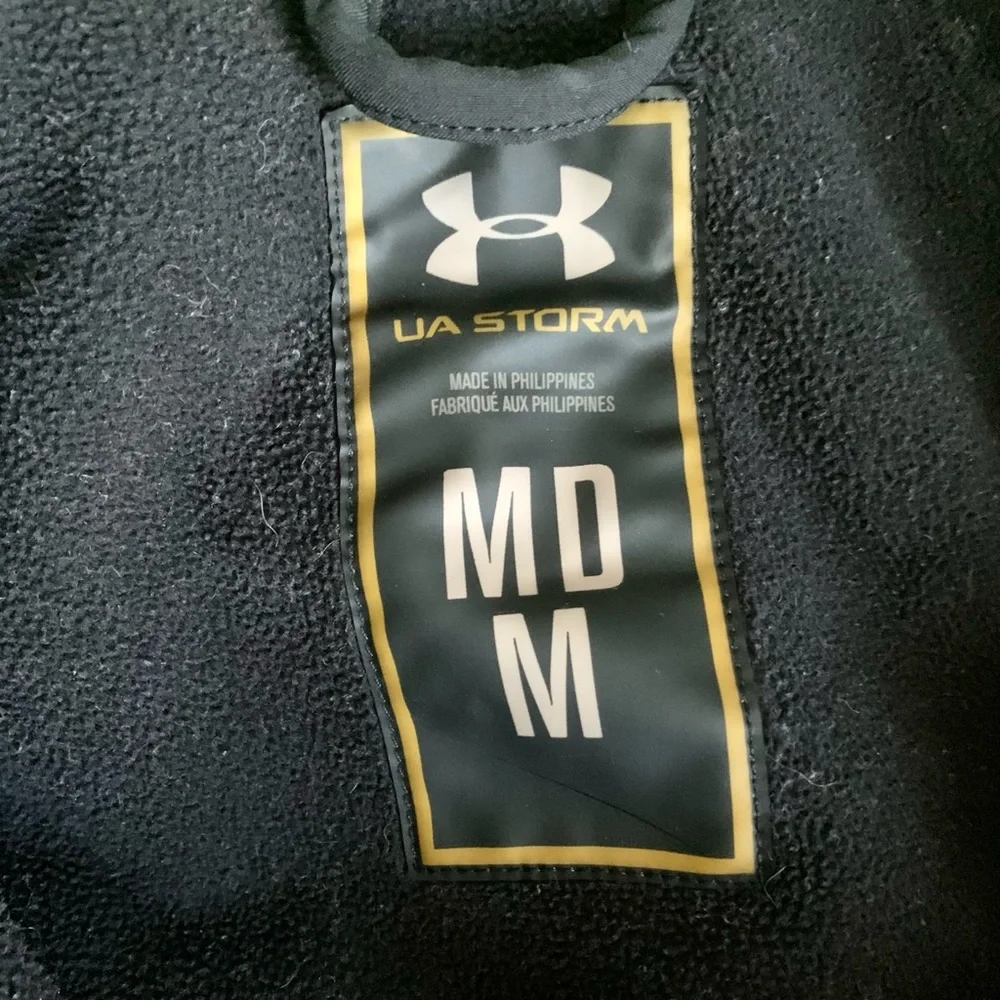 UA STORM
MADE IN PHILIPPINES
FABRIQUÉ AUX PHILIPPINES
MD
M